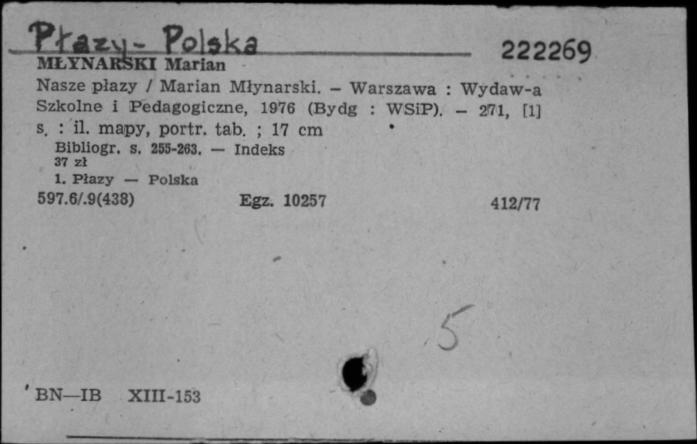 Płazy - Polska
222269
MŁYNARSKI Marian
Nasze płazy / Marian Młynarski. — Warszawa : Wydaw-a
Szkolne i Pedagogiczne, 1976 (Bydg : WSiP). — 271, [1]
s. : il. mapy, portr. tab. ; 17 cm
Bibliogr. s. 255-263. — Indeks
37 zł
1. Płazy — Polska
597.6/.9(438) Egz. 10257 412/77
5
BN—IB XIII-153